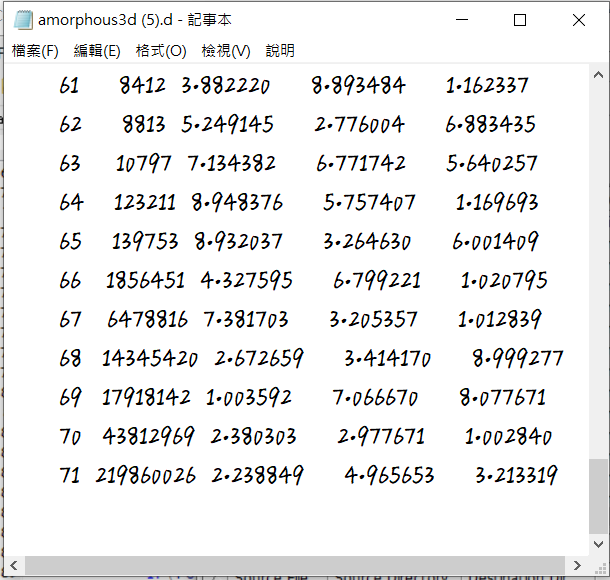 amorphous3d (5).d - 記事本
檔案(F) 編輯(E) 格式(O) 檢視(V) 說明
61 8412 3.882220 8.893484 1.162337
62 8813 5.249145 2.776004 6.883435
63 10797 7.134382 6.771742 5.640257
64 123211 8.948376 5.757407 1.169693
65 139753 8.932037 3.264630 6.001409
66 1856451 4.327595 6.799221 1.020795
67 6478816 7.381703 3.205357 1.012839
68 14345420 2.672659 3.414170 8.999277
69 17918142 1.003592 7.066670 8.077671
70 43812969 2.380303 2.977671 1.002840
71 219860026 2.238849 4.965653 3.213319